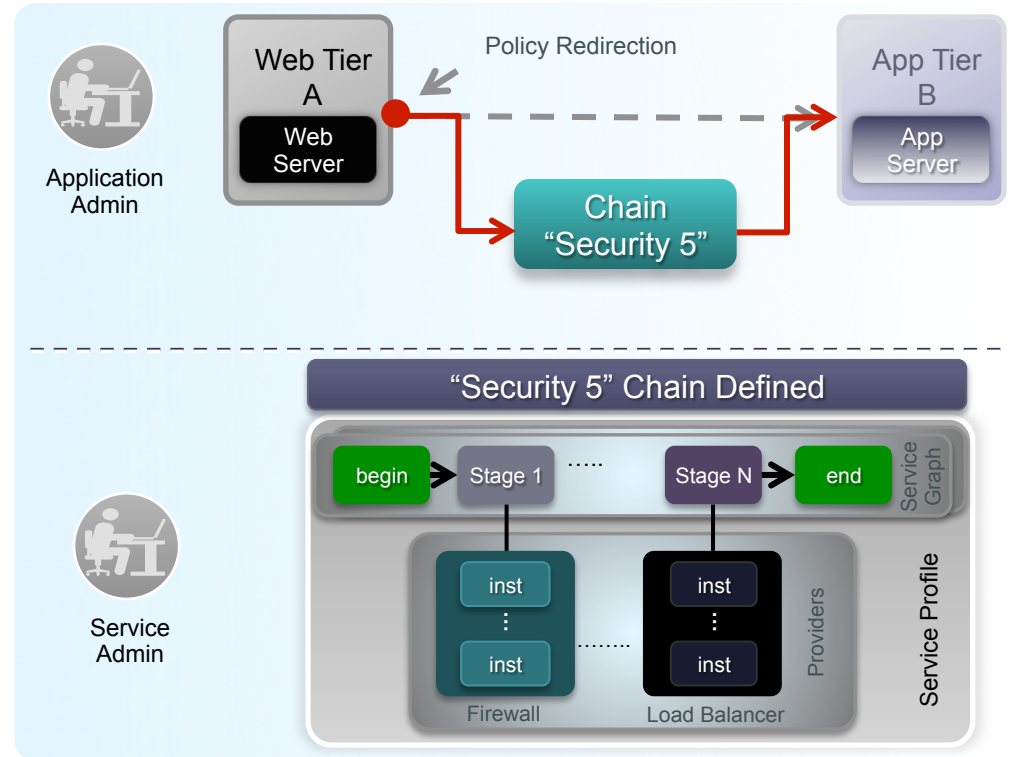 Policy Redirection
Web Tier
A
Web
Server
App Tier
B
App
Server
Application
Admin
Chain
“Security 5”
“Security 5” Chain Defined
begin
Stage 1
.....
Stage N
end
Service
Graph
inst
...
inst
........
inst
...
inst
Providers
Firewall
Load Balancer
Service Profile
Service
Admin